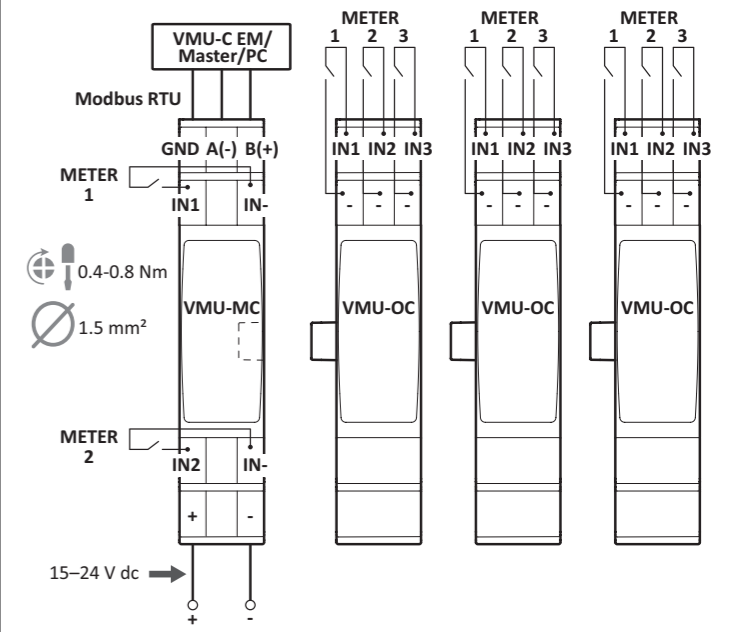 VMU-C EM/
Master/PC
METER
1 2 3
METER
1 2 3
METER
1 2 3
Modbus RTU
GND A(-) B(+)
IN1 IN2 IN3
IN1 IN2 IN3
IN1 IN2 IN3
METER
1
IN1 IN-
- - -
- - -
- - -
0.4-0.8 Nm
1.5 mm²
VMU-MC
VMU-OC
VMU-OC
VMU-OC
METER
2
IN2 IN-
+ -
15–24 V dc
+ -